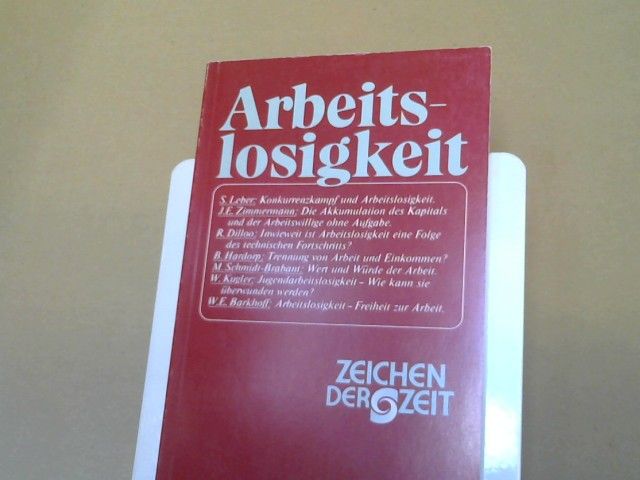 Arbeits-
losigkeit
S. Leber: Konkurrenzkampf und Arbeitslosigkeit.
J.E. Zimmermann: Die Akkumulation des Kapitals
und der Arbeitswillige ohne Aufgabe.
R. Dilloo: Inwieweit ist Arbeitslosigkeit eine Folge
des technischen Fortschritts?
B. Hardorp: Trennung von Arbeit und Einkommen?
M. Schmidt-Brabant: Wert und Würde der Arbeit.
W. Kugler: Jugendarbeitslosigkeit – Wie kann sie
überwunden werden?
W.E. Barkhoff: Arbeitslosigkeit – Freiheit zur Arbeit.
ZEICHEN
DER ZEIT